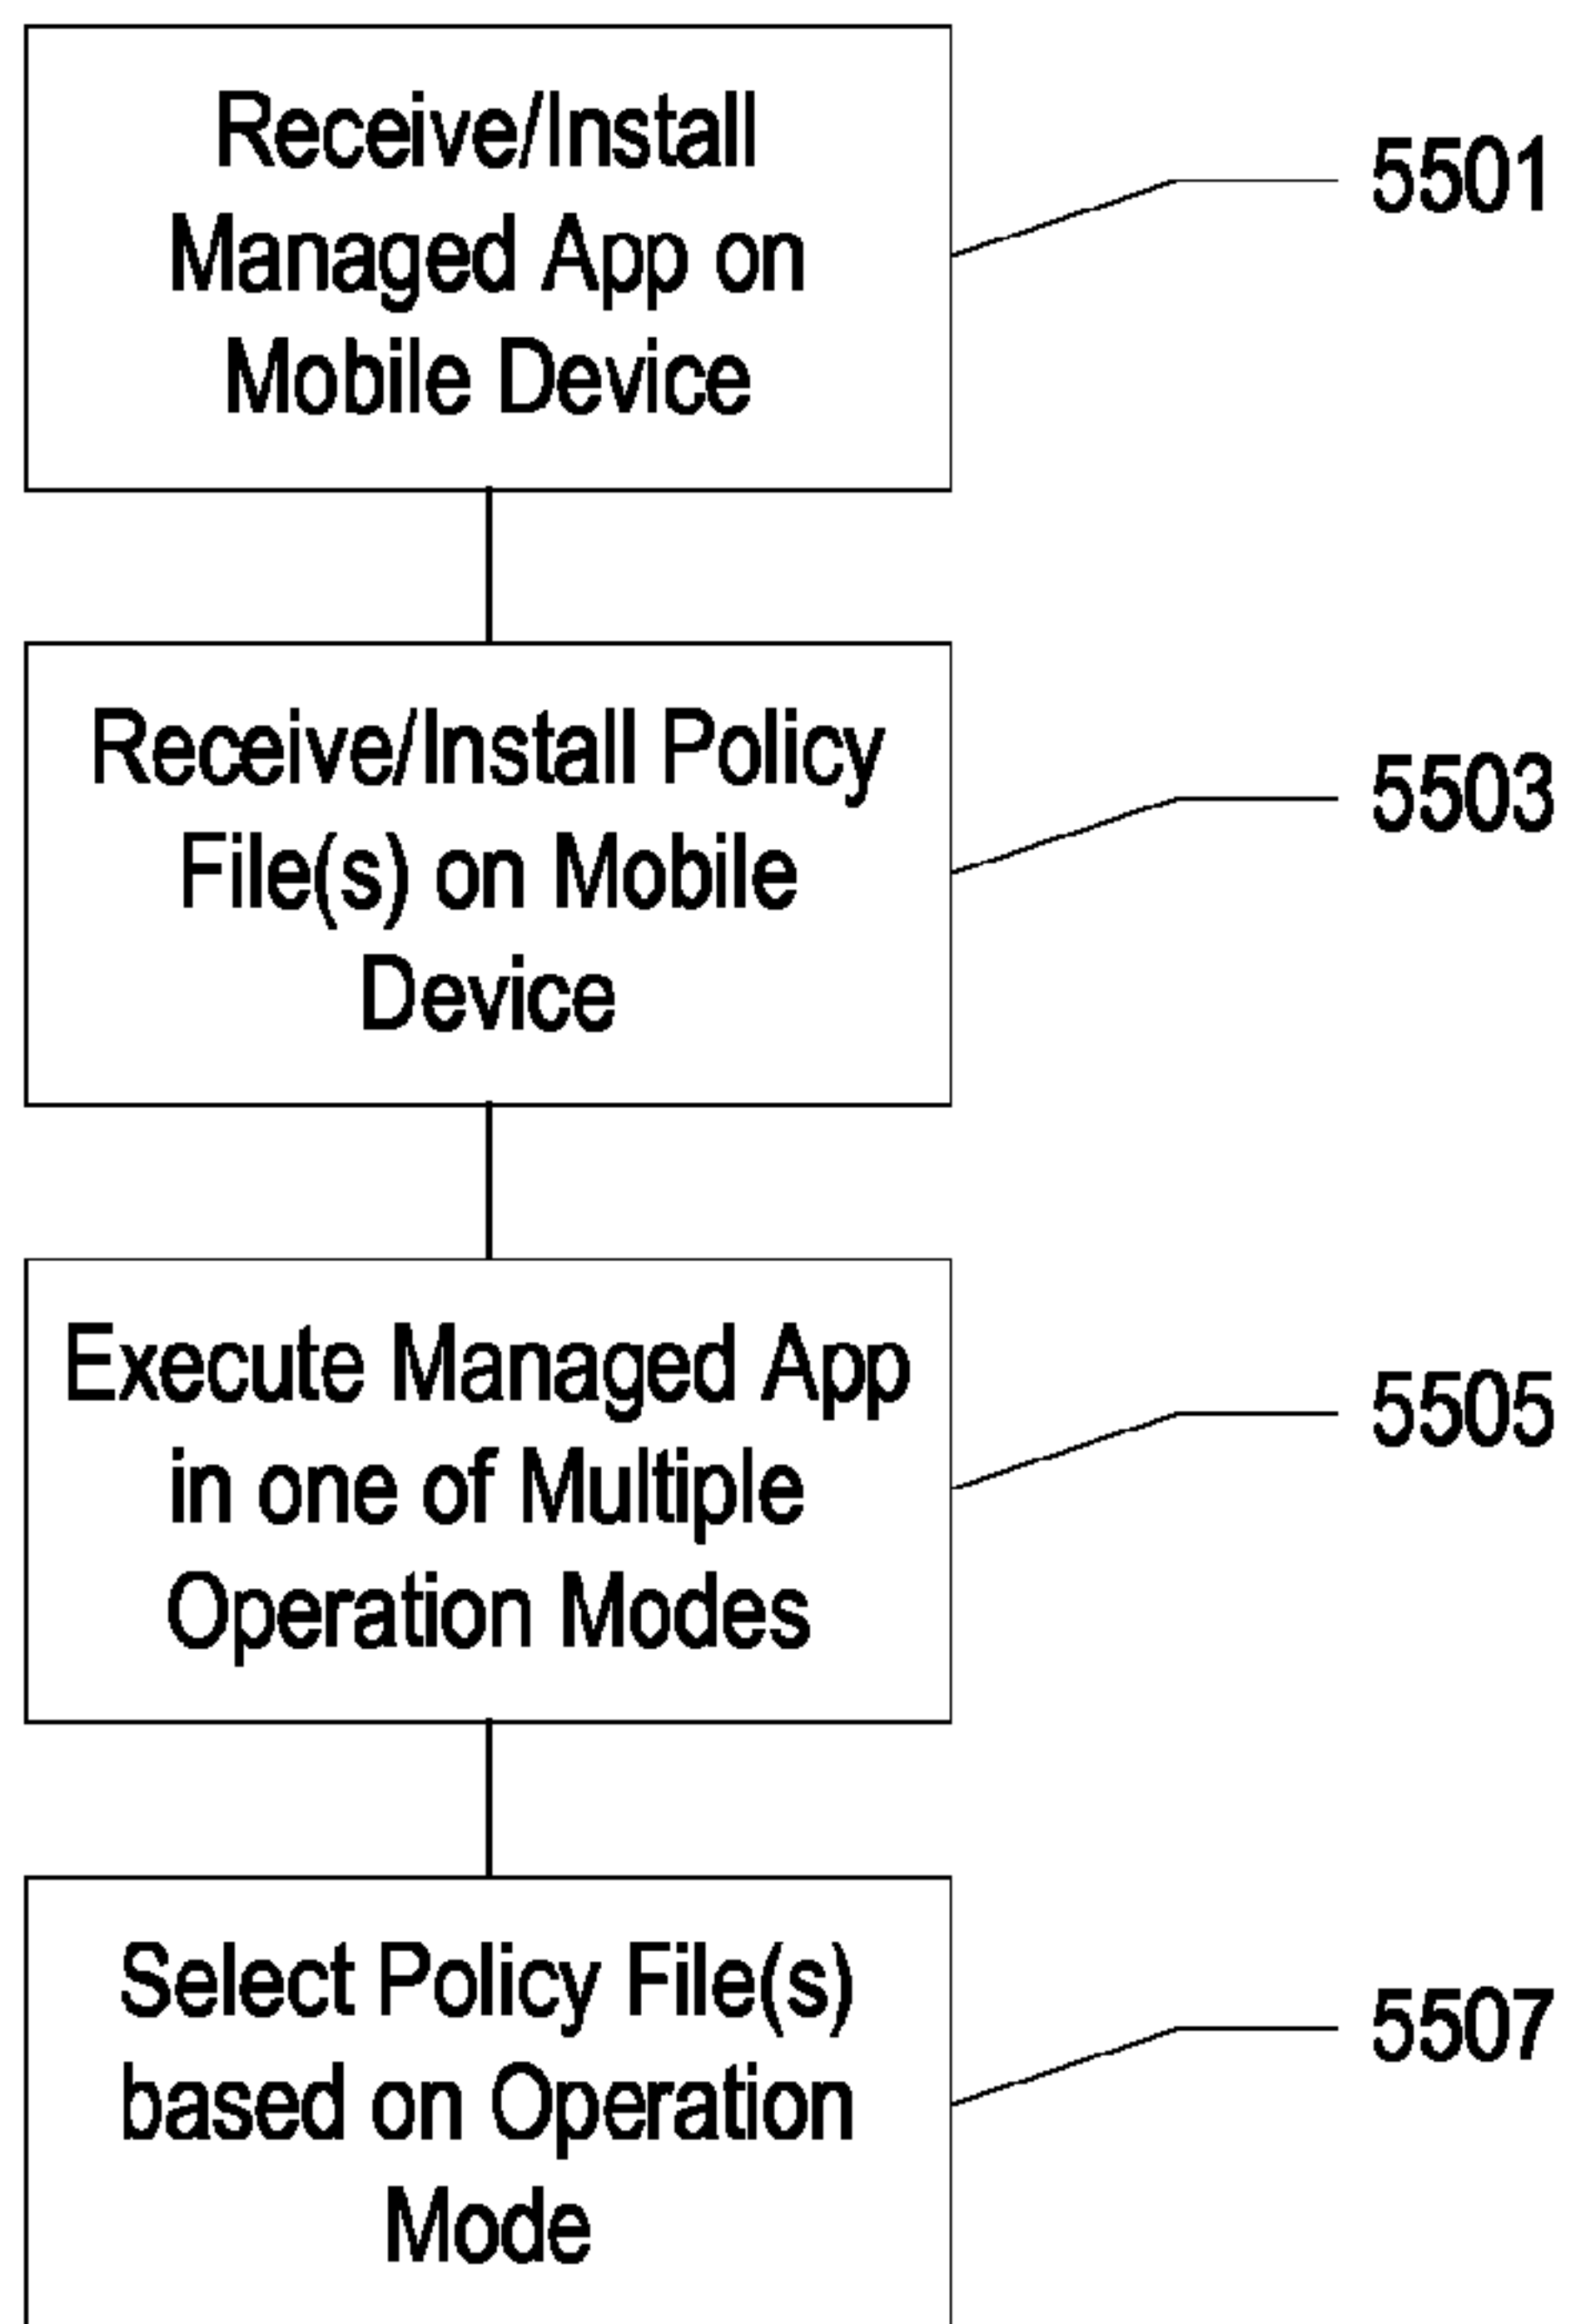 Receive/Install
Managed App on
Mobile Device
5501
Receive/Install Policy
File(s) on Mobile
Device
5503
Execute Managed App
in one of Multiple
Operation Modes
5505
Select Policy File(s)
based on Operation
Mode
5507